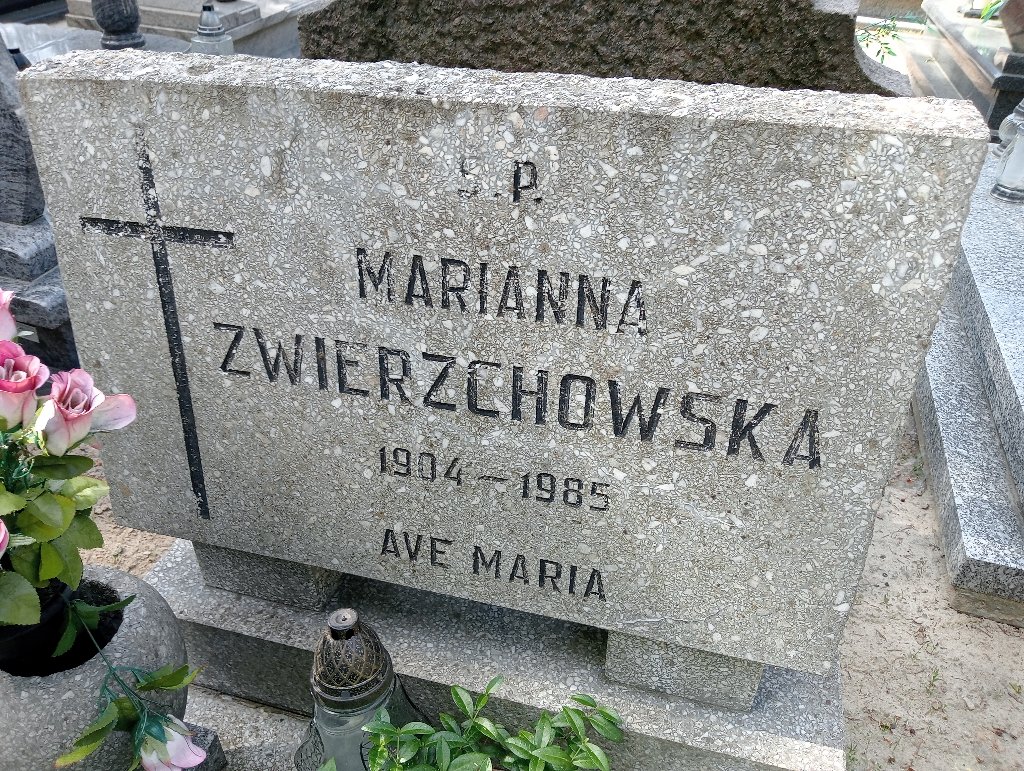 Ś.P.
MARIANNA
ZWIERZCHOWSKA
1904 – 1985
AVE MARIA